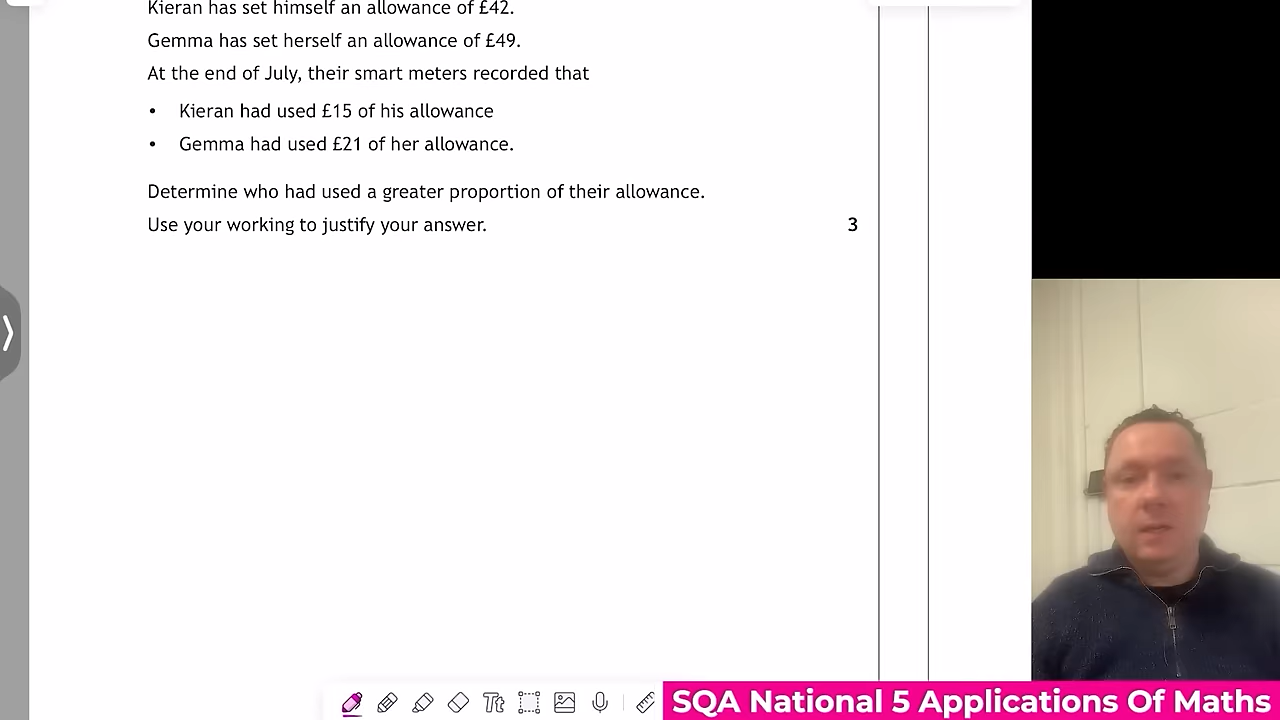 Kieran has set himself an allowance of £42.
Gemma has set herself an allowance of £49.
At the end of July, their smart meters recorded that
• Kieran had used £15 of his allowance
• Gemma had used £21 of her allowance.
Determine who had used a greater proportion of their allowance.
Use your working to justify your answer. 3
Tt
SQA National 5 Applications Of Maths